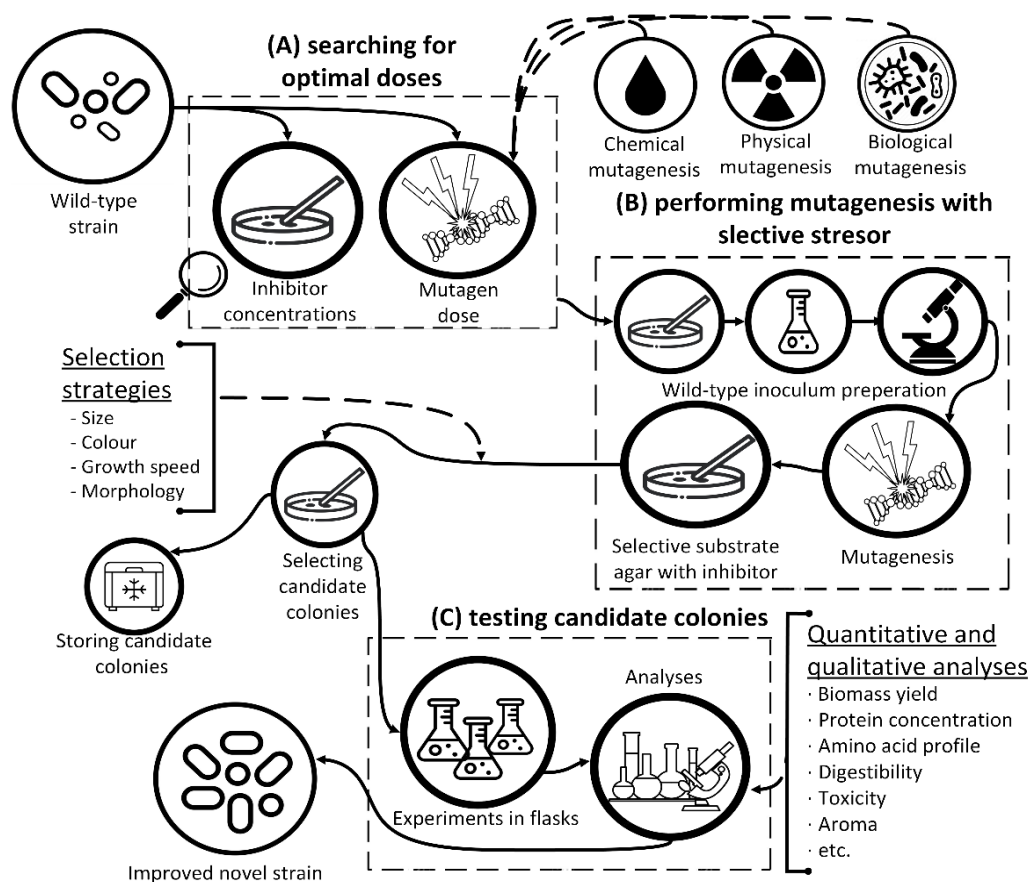 (A) searching for
optimal doses
Wild-type
strain
Inhibitor
concentrations
Mutagen
dose
Chemical
mutagenesis
Physical
mutagenesis
Biological
mutagenesis
(B) performing mutagenesis with
slective stresor
Wild-type inoculum preparation
Mutagenesis
Selective substrate
agar with inhibitor
Selection
strategies
- Size
- Colour
- Growth speed
- Morphology
Selecting
candidate
colonies
Storing candidate
colonies
(C) testing candidate colonies
Experiments in flasks
Analyses
Quantitative and
qualitative analyses
· Biomass yield
· Protein concentration
· Amino acid profile
· Digestibility
· Toxicity
· Aroma
· etc.
Improved novel strain